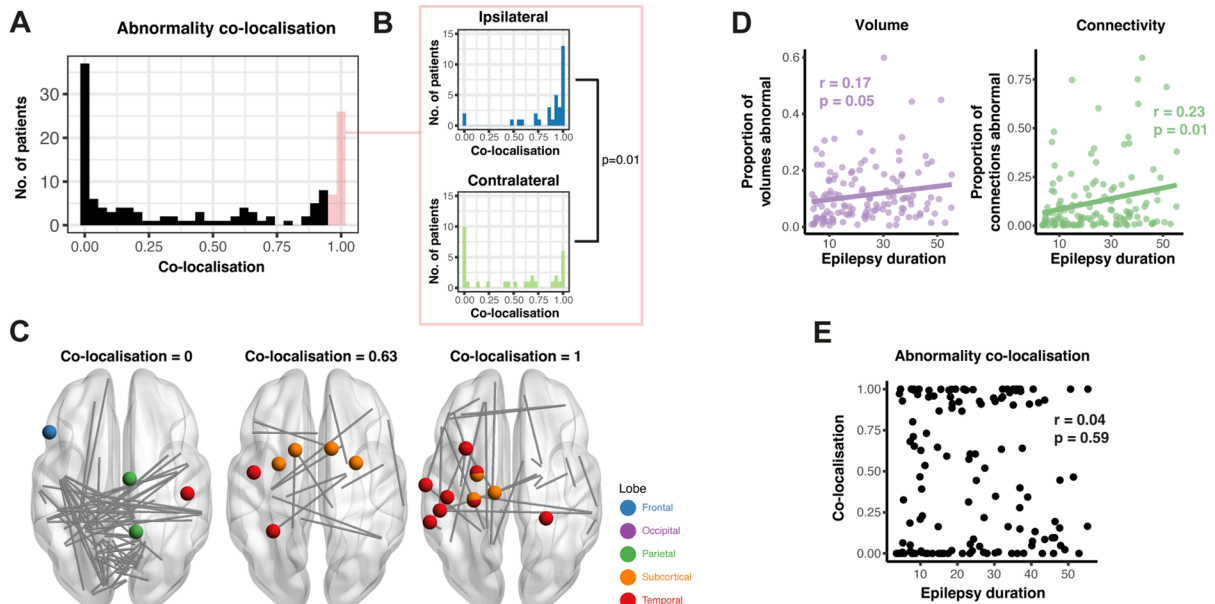 A
Abnormality co-localisation
No. of patients
30
20
10
0
0.00 0.25 0.50 0.75 1.00
Co-localisation
B
Ipsilateral
No. of patients
15
10
5
0
0.00 0.25 0.50 0.75 1.00
Co-localisation
p=0.01
Contralateral
No. of patients
15
10
5
0
0.00 0.25 0.50 0.75 1.00
Co-localisation
C
Co-localisation = 0
Co-localisation = 0.63
Co-localisation = 1
Lobe
Frontal
Occipital
Parietal
Subcortical
Temporal
D
Volume
Proportion of
volumes abnormal
0.6
0.4
0.2
0.0
r = 0.17
p = 0.05
10 30 50
Epilepsy duration
Connectivity
Proportion of
connections abnormal
0.75
0.50
0.25
0.00
r = 0.23
p = 0.01
10 30 50
Epilepsy duration
E
Abnormality co-localisation
Co-localisation
1.00
0.75
0.50
0.25
0.00
r = 0.04
p = 0.59
10 20 30 40 50
Epilepsy duration